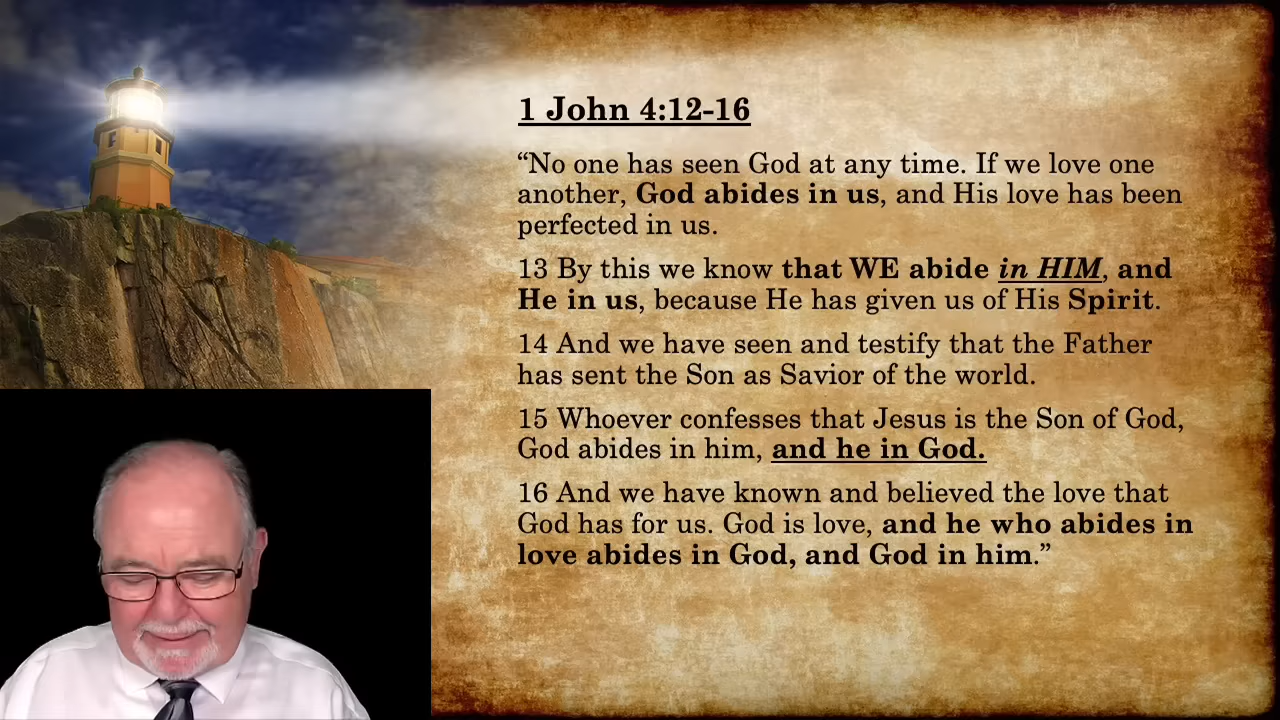 1 John 4:12-16
“No one has seen God at any time. If we love one
another, God abides in us, and His love has been
perfected in us.
13 By this we know that WE abide in HIM, and
He in us, because He has given us of His Spirit.
14 And we have seen and testify that the Father
has sent the Son as Savior of the world.
15 Whoever confesses that Jesus is the Son of God,
God abides in him, and he in God.
16 And we have known and believed the love that
God has for us. God is love, and he who abides in
love abides in God, and God in him.”